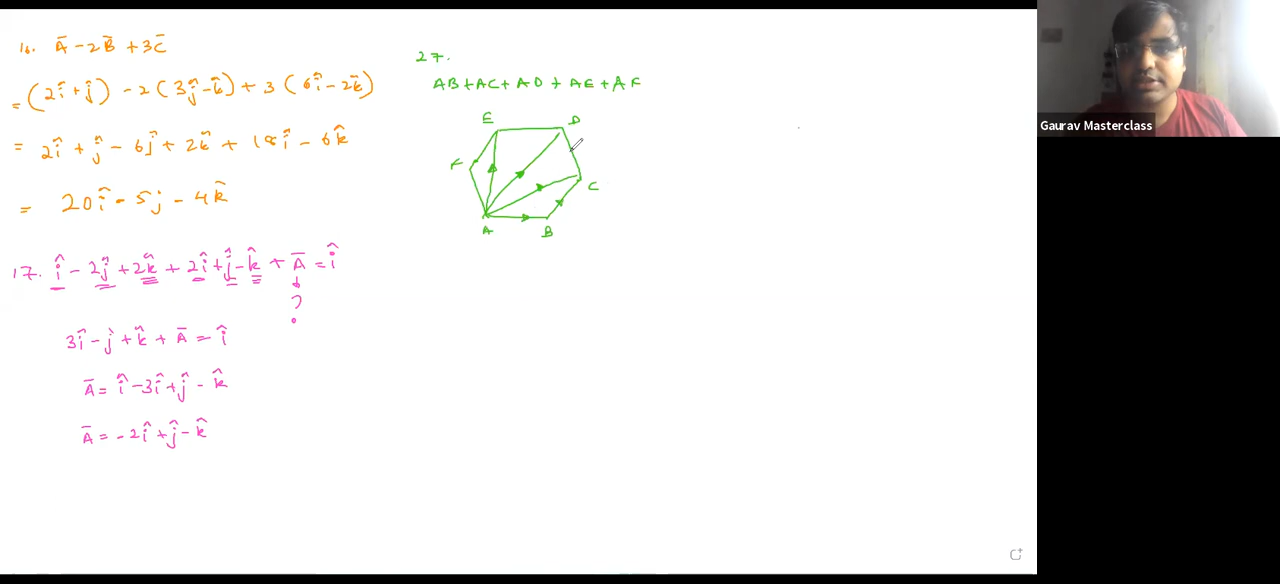 16. A̅ - 2B̅ + 3C̅
= (2î + ĵ) - 2(3ĵ - k̂) + 3(6î - 2k̂)
= 2î + ĵ - 6ĵ + 2k̂ + 18î - 6k̂
= 20î - 5j - 4k̂
17. î - 2ĵ + 2k̂ + 2î + ĵ - k̂ + A̅ = î
?
3î - ĵ + k̂ + A̅ = î
A̅ = î - 3î + ĵ - k̂
A̅ = -2î + ĵ - k̂
27.
AB + AC + AD + AE + AF
E D
F
C
A B
Gaurav Masterclass